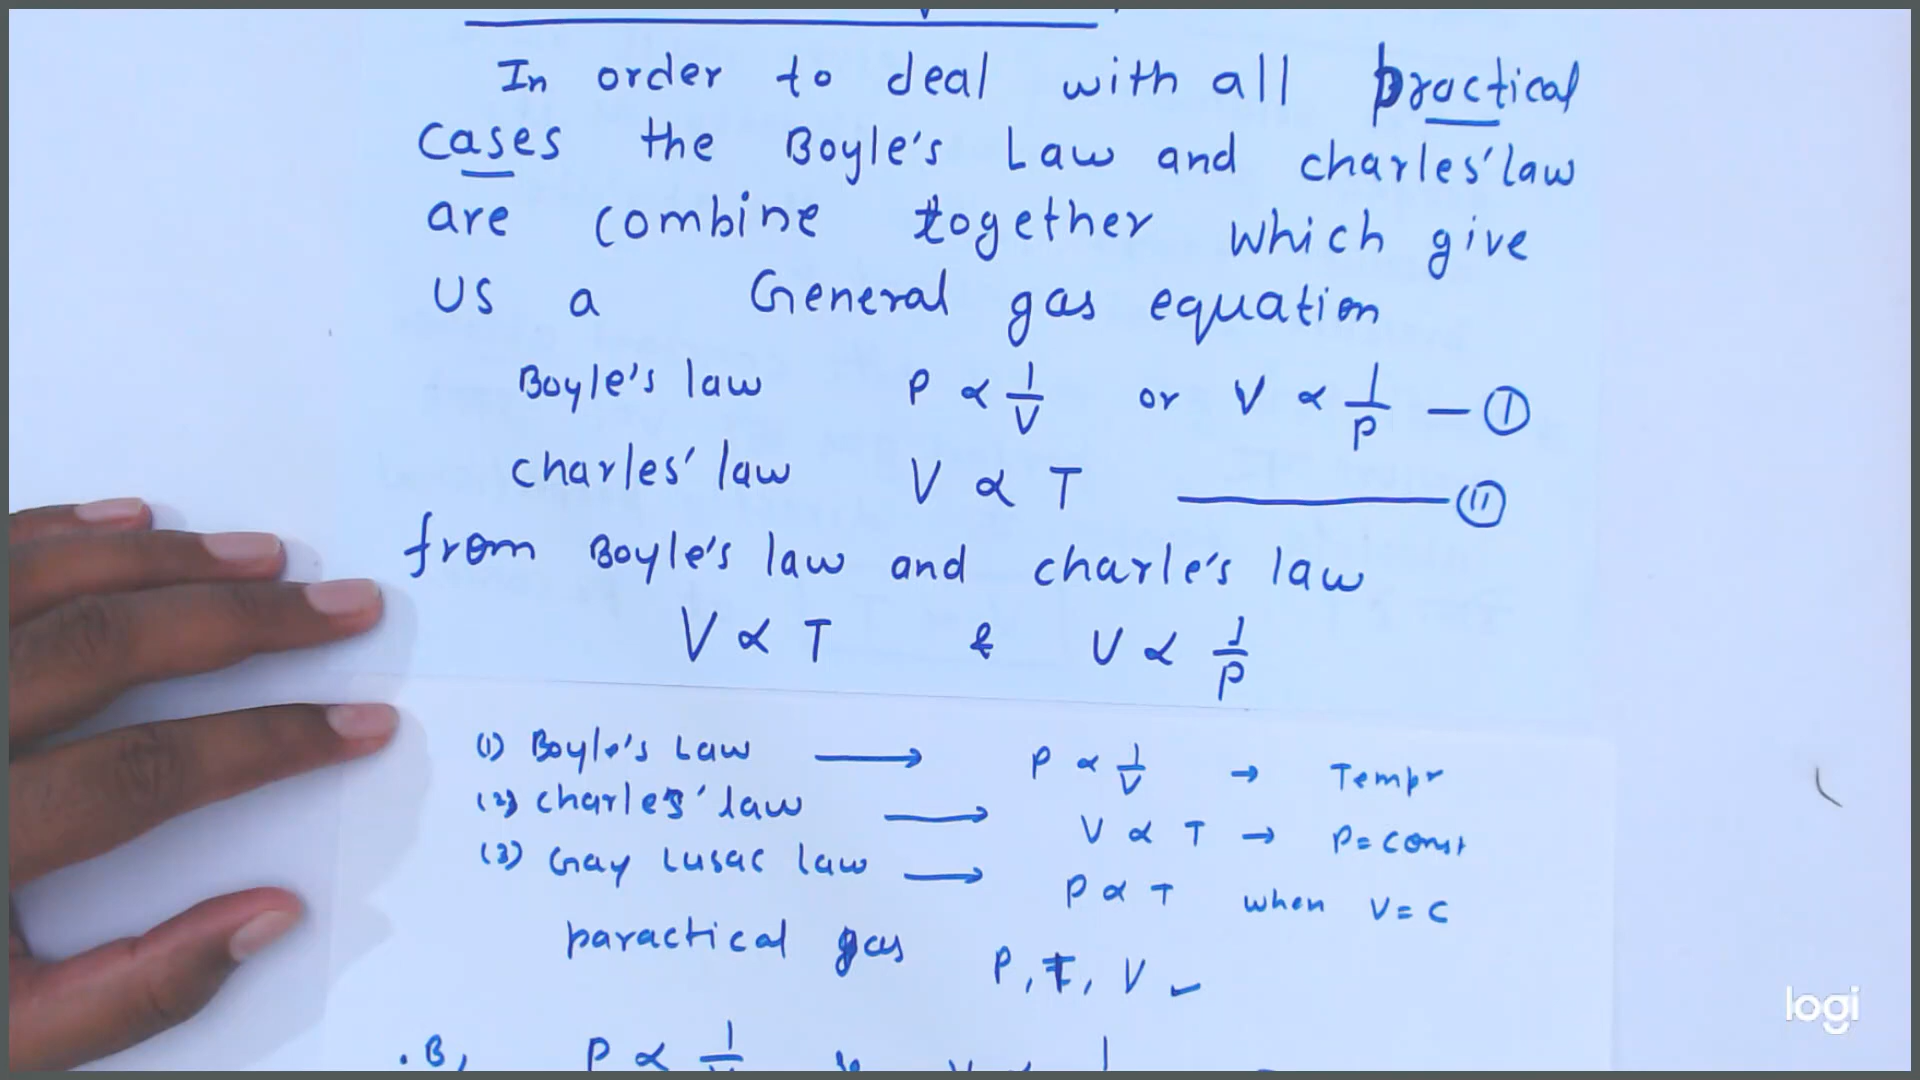 In order to deal with all practical
cases the Boyle's Law and charles' law
are combine together which give
us a General gas equation
Boyle's law P ∝ 1/V or V ∝ 1/P — (I)
charles' law V ∝ T — (II)
from Boyle's law and charle's law
V ∝ T & V ∝ 1/P
(1) Boyle's Law → P ∝ 1/V → Tempr
(2) charles' law → V ∝ T → P = const
(3) Gay Lusac law → P ∝ T when V = C
paractical gas P, T, V
P ∝ 1
logi